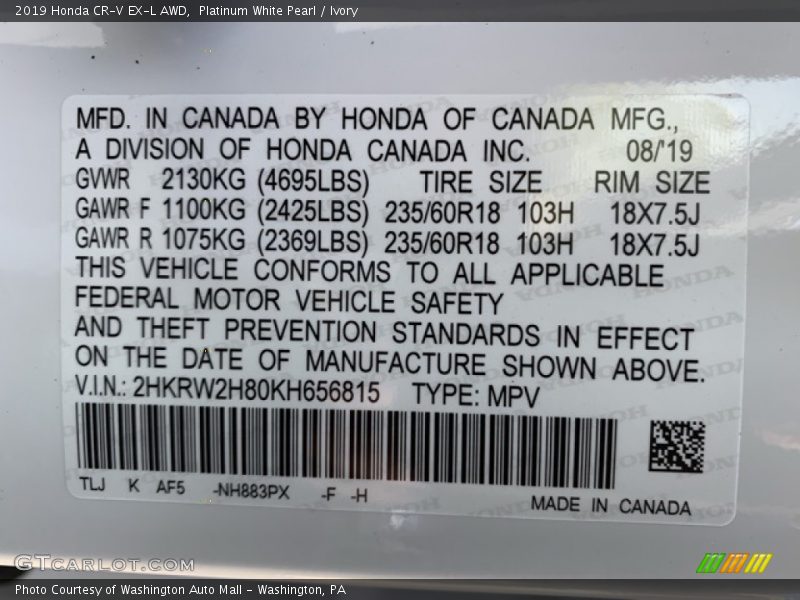 2019 Honda CR-V EX-L AWD,  Platinum White Pearl / Ivory
MFD. IN CANADA BY HONDA OF CANADA MFG.,
A DIVISION OF HONDA CANADA INC. 08/'19
GVWR 2130KG (4695LBS) TIRE SIZE RIM SIZE
GAWR F 1100KG (2425LBS) 235/60R18 103H 18X7.5J
GAWR R 1075KG (2369LBS) 235/60R18 103H 18X7.5J
THIS VEHICLE CONFORMS TO ALL APPLICABLE
FEDERAL MOTOR VEHICLE SAFETY
AND THEFT PREVENTION STANDARDS IN EFFECT
ON THE DATE OF MANUFACTURE SHOWN ABOVE.
V.I.N.: 2HKRW2H80KH656815 TYPE: MPV
TLJ K AF5 -NH883PX -F -H
MADE IN CANADA
GTCARLOT.COM
Photo Courtesy of Washington Auto Mall - Washington, PA